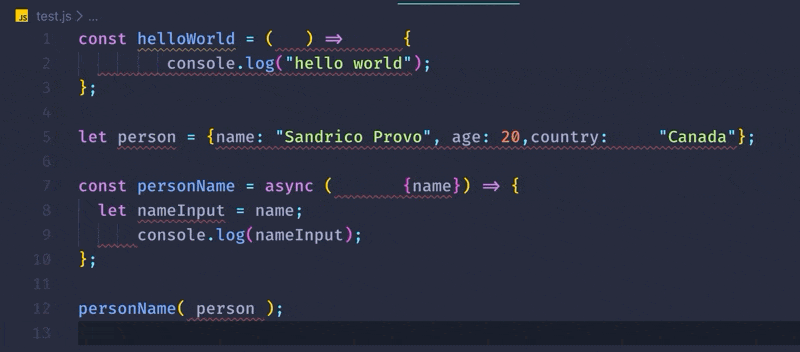 JS test.js > ...
1 const helloWorld = (   ) =>      {
2          console.log("hello world");
3 };
4
5 let person = {name: "Sandrico Provo", age: 20,country:     "Canada"};
6
7 const personName = async (       {name}) => {
8   let nameInput = name;
9       console.log(nameInput);
10 };
11
12 personName( person );
13